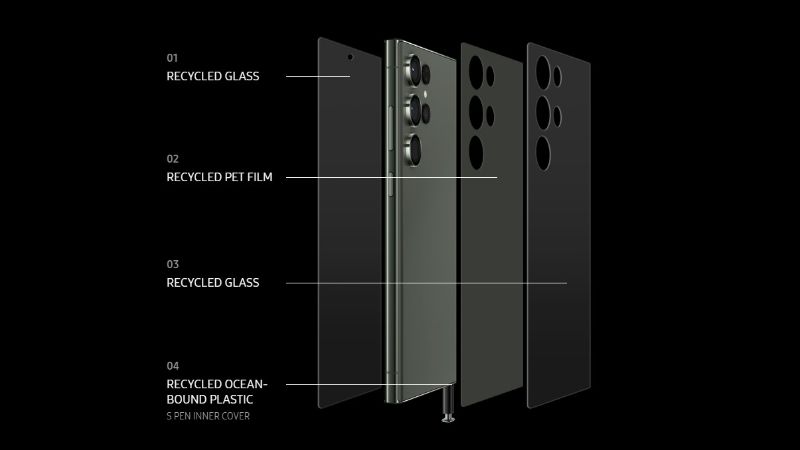 01
RECYCLED GLASS
02
RECYCLED PET FILM
03
RECYCLED GLASS
04
RECYCLED OCEAN-
BOUND PLASTIC
S PEN INNER COVER